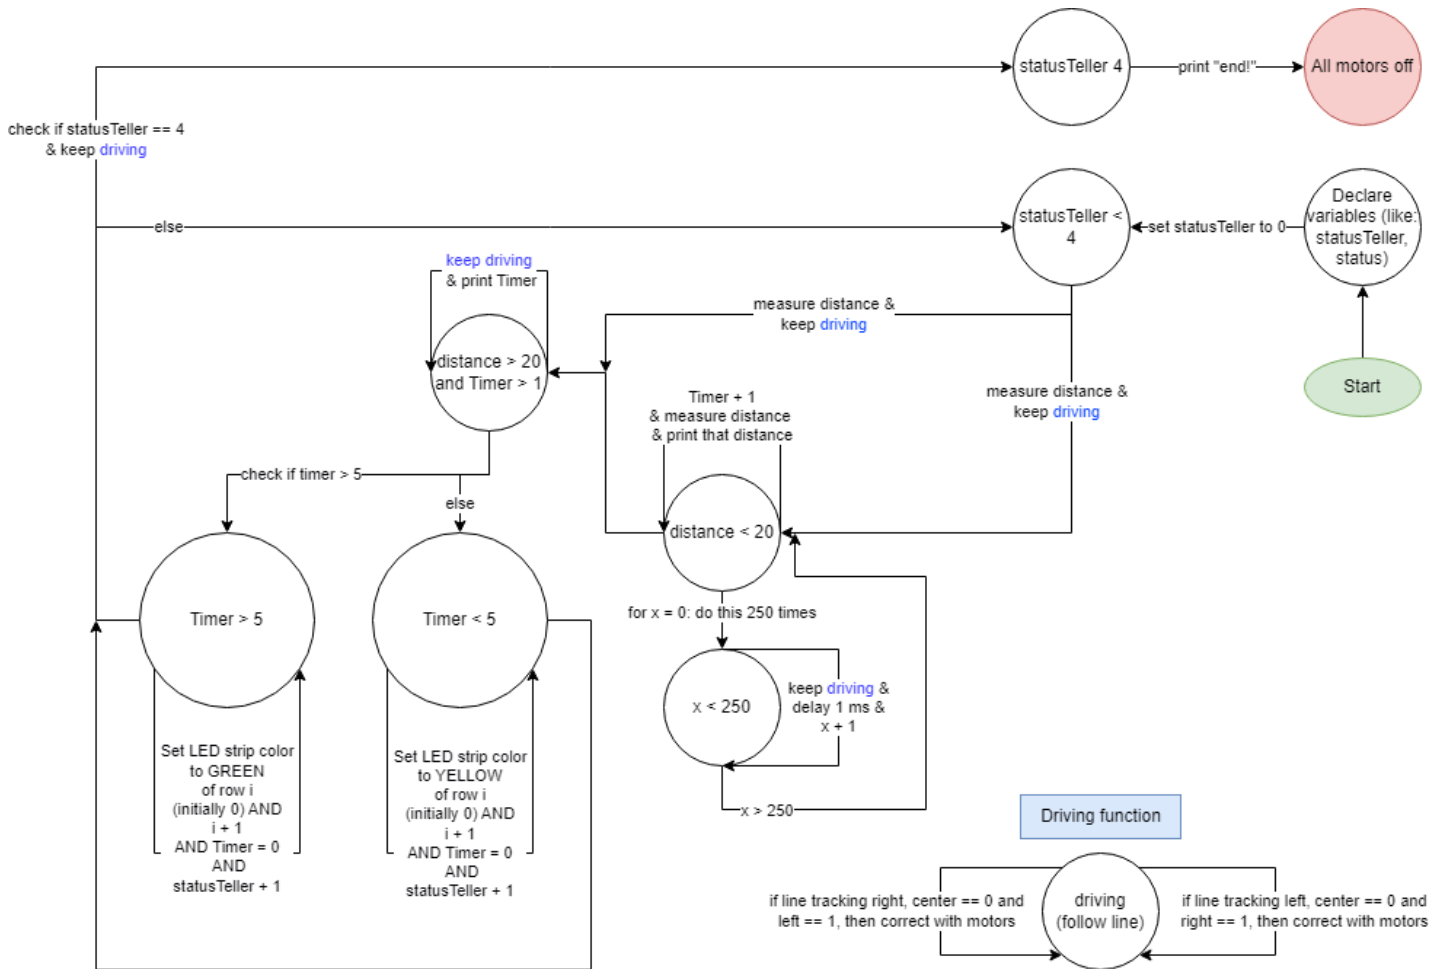 statusTeller 4
print "end!"
All motors off
check if statusTeller == 4
& keep driving
else
statusTeller <
4
set statusTeller to 0
Declare
variables (like:
statusTeller,
status)
keep driving
& print Timer
measure distance &
keep driving
distance > 20
and Timer > 1
measure distance &
keep driving
Start
Timer + 1
& measure distance
& print that distance
check if timer > 5
else
distance < 20
for x = 0: do this 250 times
Timer > 5
Timer < 5
x < 250
keep driving &
delay 1 ms &
x + 1
Set LED strip color
to GREEN
of row i
(initially 0) AND
i + 1
AND Timer = 0
AND
statusTeller + 1
Set LED strip color
to YELLOW
of row i
(initially 0) AND
i + 1
AND Timer = 0
AND
statusTeller + 1
x > 250
Driving function
if line tracking right, center == 0 and
left == 1, then correct with motors
driving
(follow line)
if line tracking left, center == 0 and
right == 1, then correct with motors